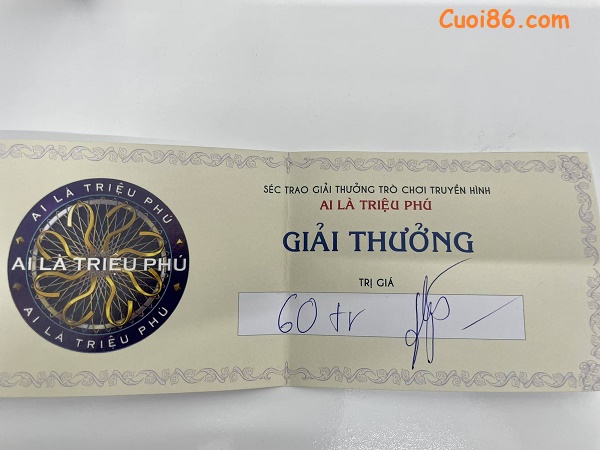 Cuoi86.com
AI LÀ TRIỆU PHÚ
AI LÀ TRIỆU PHÚ
AI LÀ TRIỆU PHÚ
SÉC TRAO GIẢI THƯỞNG TRÒ CHƠI TRUYỀN HÌNH
AI LÀ TRIỆU PHÚ
GIẢI THƯỞNG
TRỊ GIÁ
60 tr